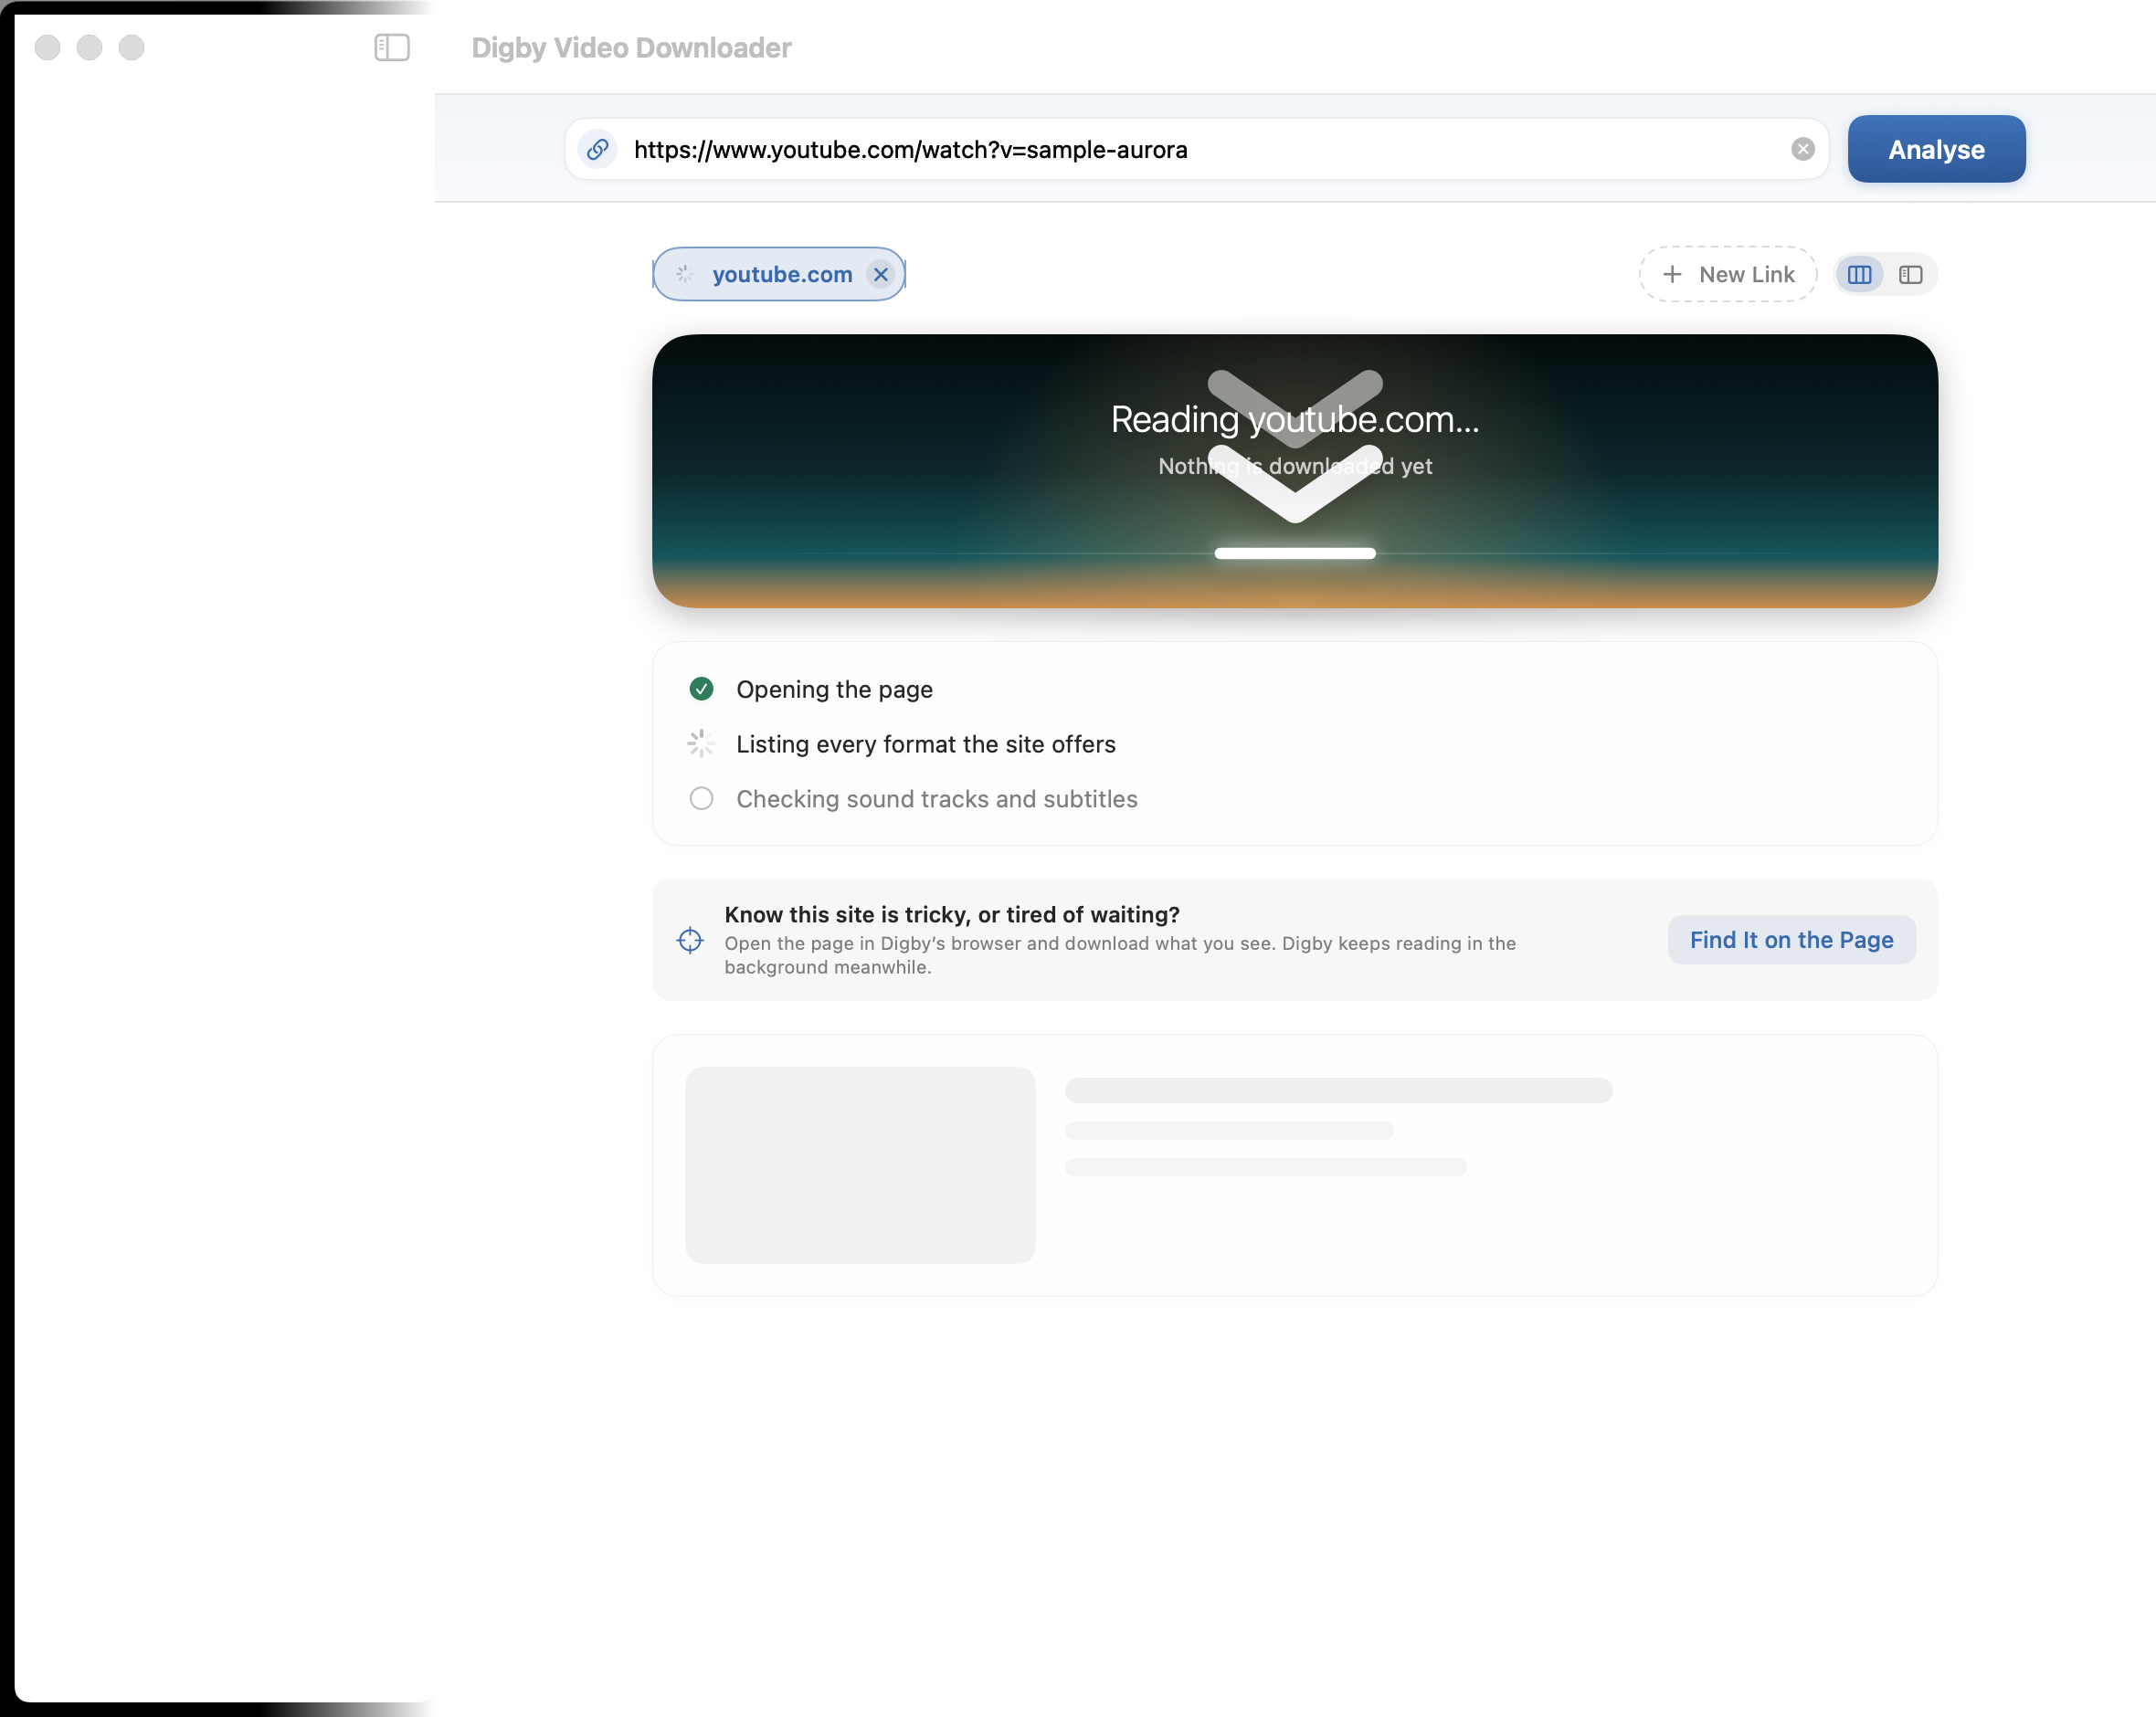 Digby Video Downloader
https://www.youtube.com/watch?v=sample-aurora
Analyse
youtube.com
New Link
Reading youtube.com...
Nothing is downloaded yet
Opening the page
Listing every format the site offers
Checking sound tracks and subtitles
Know this site is tricky, or tired of waiting?
Open the page in Digby’s browser and download what you see. Digby keeps reading in the
background meanwhile.
Find It on the Page